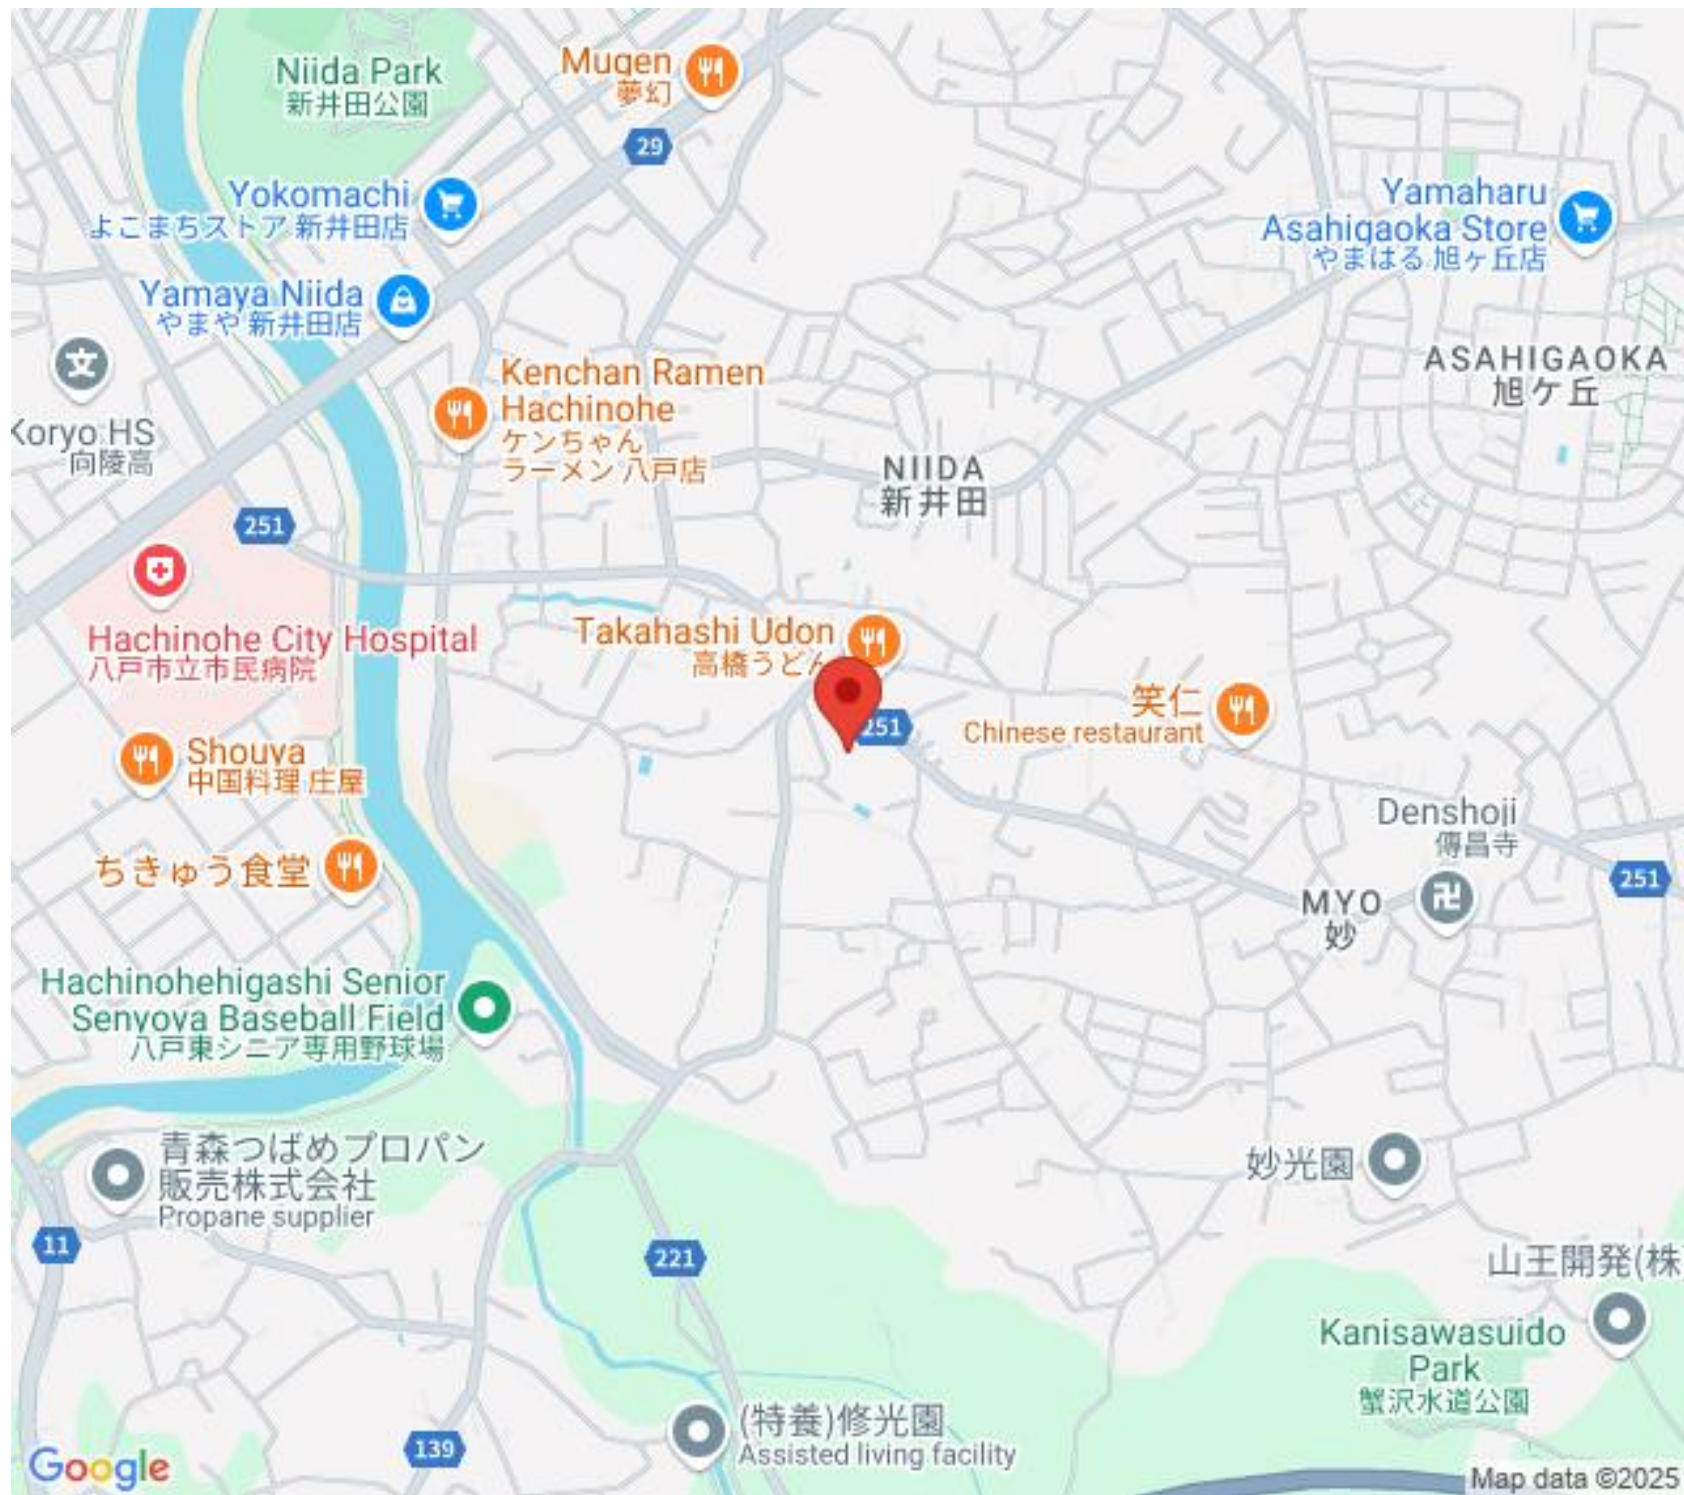 Niida Park
新井田公園
Mugen
夢幻
29
Yokomachi
よこまちストア 新井田店
Yamaharu
Asahigaoka Store
やまはる 旭ヶ丘店
Yamaya Niida
やまや 新井田店
文
Koryo HS
向陵高
Kenchan Ramen
Hachinohe
ケンちゃん
ラーメン 八戸店
ASAHIGAOKA
旭ケ丘
NIIDA
新井田
251
Hachinohe City Hospital
八戸市立市民病院
Takahashi Udon
高橋うどん
251
笑仁
Chinese restaurant
Shouya
中国料理 庄屋
Denshoji
傳昌寺
ちきゅう食堂
251
MYO
妙
Hachinohehigashi Senior
Senyoya Baseball Field
八戸東シニア専用野球場
青森つばめプロパン
販売株式会社
Propane supplier
妙光園
11
221
山王開発(株
Kanisawasuido
Park
蟹沢水道公園
(特養)修光園
Assisted living facility
139
Google
Map data ©2025